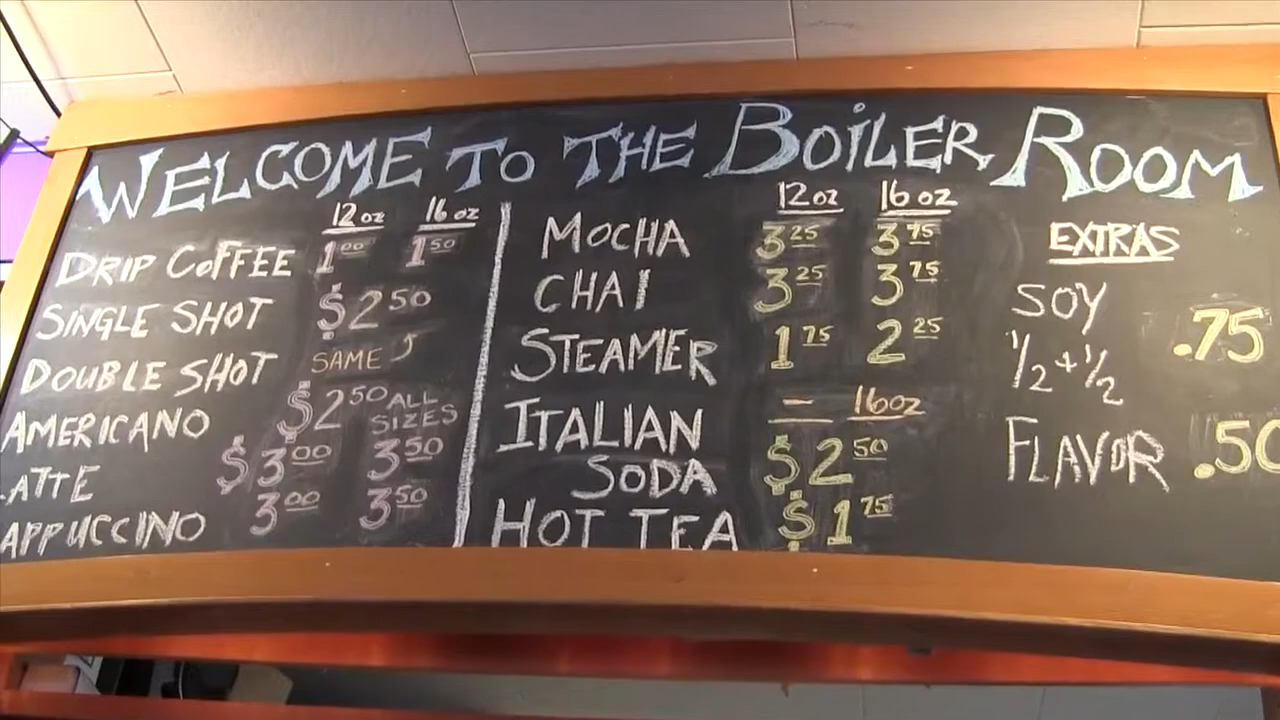 WELCOME TO THE BOILER ROOM
12 oz 16 oz
DRIP COFFEE 1 00 1 50
SINGLE SHOT $2 50
DOUBLE SHOT SAME
AMERICANO $2 50 ALL SIZES
LATTE $3 00 3 50
APPUCCINO 3 00 3 50
12 oz 16 oz
MOCHA 3 25 3 75
CHAI 3 25 3 75
STEAMER 1 75 2 25
– 16oz
ITALIAN
SODA $2 50
HOT TEA $1 75
EXTRAS
SOY
1/2 + 1/2 .75
FLAVOR .50